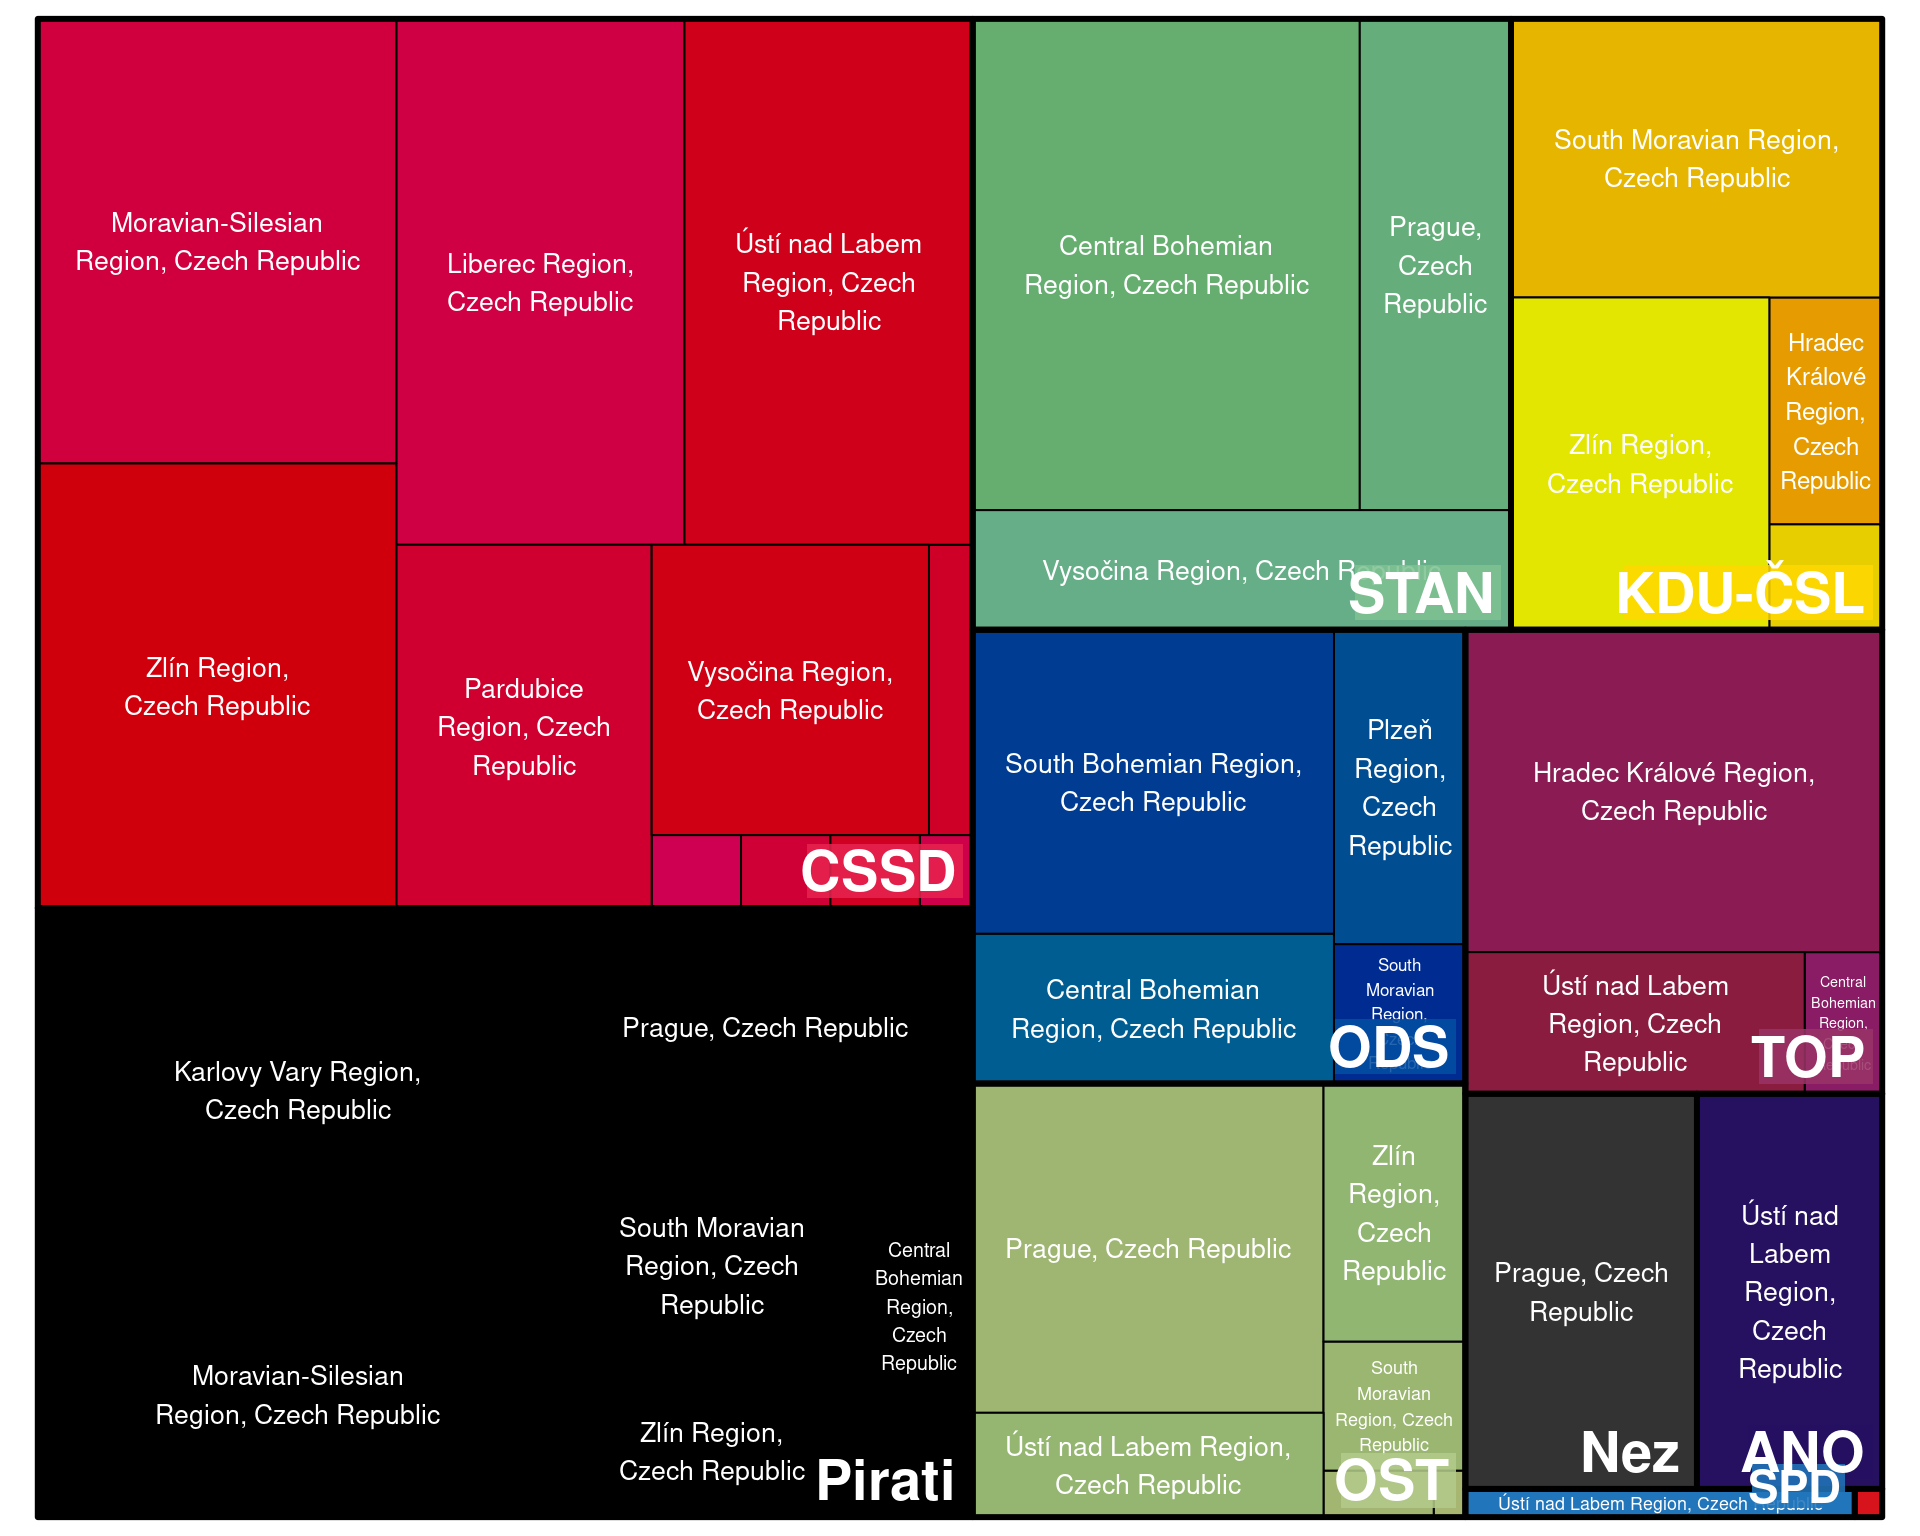 Moravian-Silesian
Region, Czech Republic
Liberec Region,
Czech Republic
Ústí nad Labem
Region, Czech
Republic
Zlín Region,
Czech Republic
Pardubice
Region, Czech
Republic
Vysočina Region,
Czech Republic
CSSD
Central Bohemian
Region, Czech Republic
Prague,
Czech
Republic
Vysočina Region, Czech Republic
STAN
South Moravian Region,
Czech Republic
Zlín Region,
Czech Republic
Hradec
Králové
Region,
Czech
Republic
KDU-ČSL
South Bohemian Region,
Czech Republic
Plzeň
Region,
Czech
Republic
Central Bohemian
Region, Czech Republic
South
Moravian
Region,
ODS
Hradec Králové Region,
Czech Republic
Ústí nad Labem
Region, Czech
Republic
Central
Bohemian
Region,
TOP
Karlovy Vary Region,
Czech Republic
Prague, Czech Republic
Moravian-Silesian
Region, Czech Republic
South Moravian
Region, Czech
Republic
Central
Bohemian
Region,
Czech
Republic
Zlín Region,
Czech Republic
Pirati
Prague, Czech Republic
Zlín
Region,
Czech
Republic
Ústí nad Labem Region,
Czech Republic
South
Moravian
Region, Czech
Republic
OST
Prague, Czech
Republic
Nez
Ústí nad
Labem
Region,
Czech
Republic
ANO
Ústí nad Labem Region, Czech Republic
SPD